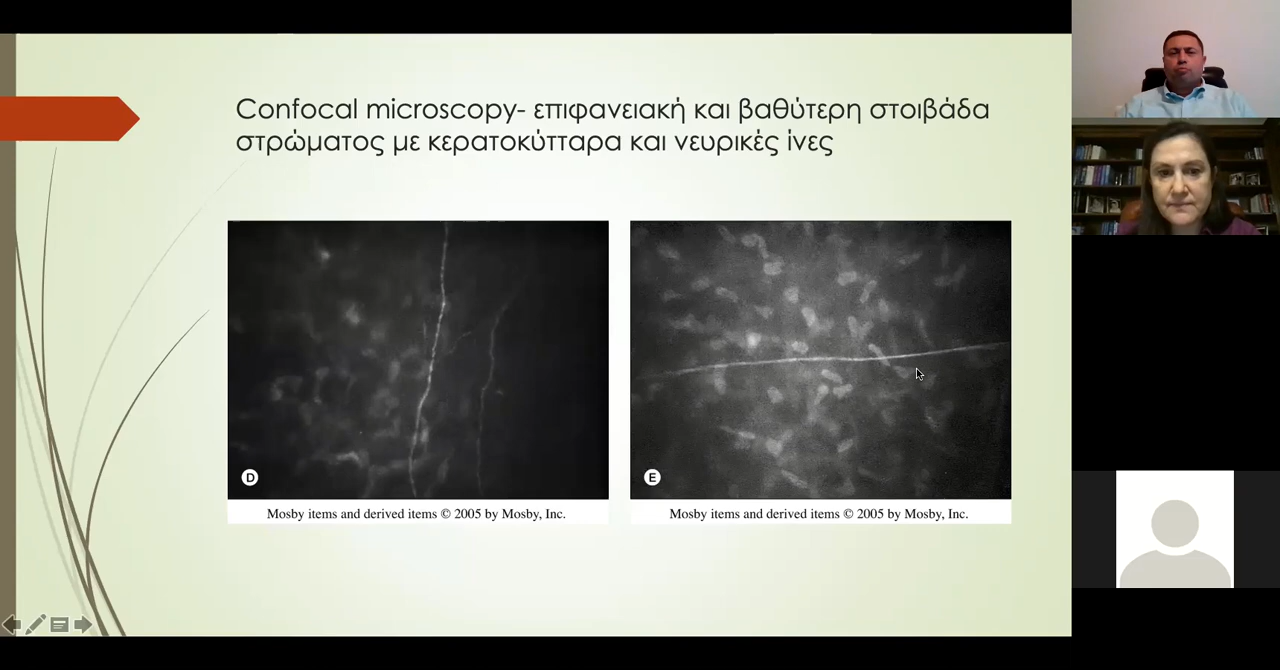 Confocal microscopy- επιφανειακή και βαθύτερη στοιβάδα
στρώματος με κερατοκύτταρα και νευρικές ίνες
D
E
Mosby items and derived items © 2005 by Mosby, Inc.
Mosby items and derived items © 2005 by Mosby, Inc.